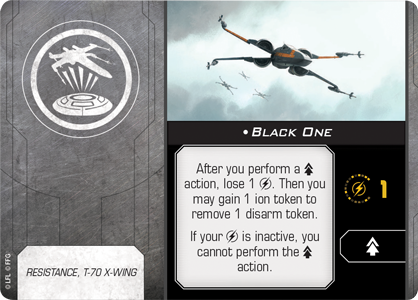 • BLACK ONE
After you perform a
action, lose 1 . Then you
may gain 1 ion token to
remove 1 disarm token.
If your is inactive, you
cannot perform the
action.
1
RESISTANCE, T-70 X-WING
© LFL © FFG